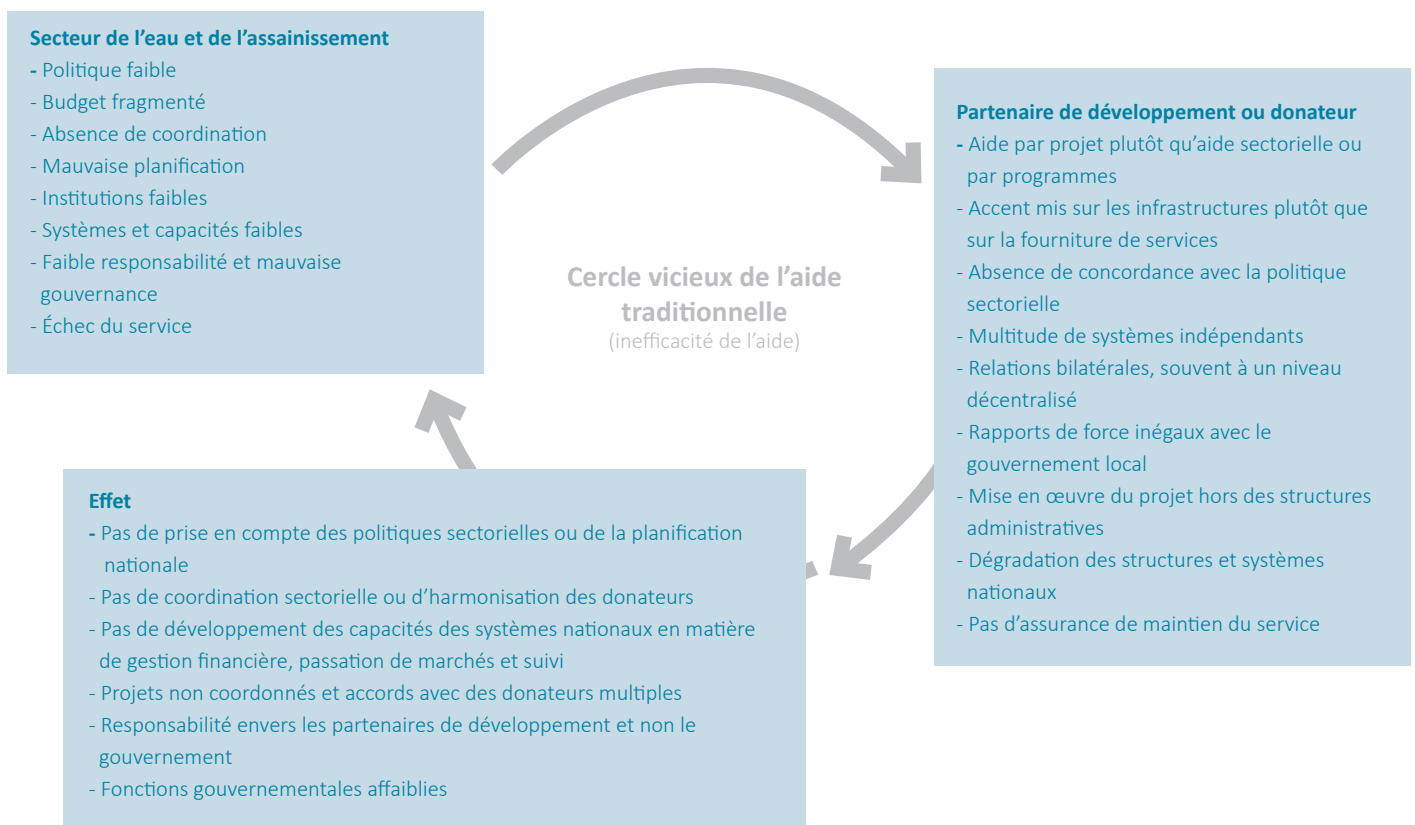 Secteur de l’eau et de l’assainissement
- Politique faible
- Budget fragmenté
- Absence de coordination
- Mauvaise planification
- Institutions faibles
- Systèmes et capacités faibles
- Faible responsabilité et mauvaise
gouvernance
- Échec du service
Partenaire de développement ou donateur
- Aide par projet plutôt qu’aide sectorielle ou
par programmes
- Accent mis sur les infrastructures plutôt que
sur la fourniture de services
- Absence de concordance avec la politique
sectorielle
- Multitude de systèmes indépendants
- Relations bilatérales, souvent à un niveau
décentralisé
- Rapports de force inégaux avec le
gouvernement local
- Mise en œuvre du projet hors des structures
administratives
- Dégradation des structures et systèmes
nationaux
- Pas d’assurance de maintien du service
Cercle vicieux de l’aide
traditionnelle
(inefficacité de l’aide)
Effet
- Pas de prise en compte des politiques sectorielles ou de la planification
nationale
- Pas de coordination sectorielle ou d’harmonisation des donateurs
- Pas de développement des capacités des systèmes nationaux en matière
de gestion financière, passation de marchés et suivi
- Projets non coordonnés et accords avec des donateurs multiples
- Responsabilité envers les partenaires de développement et non le
gouvernement
- Fonctions gouvernementales affaiblies